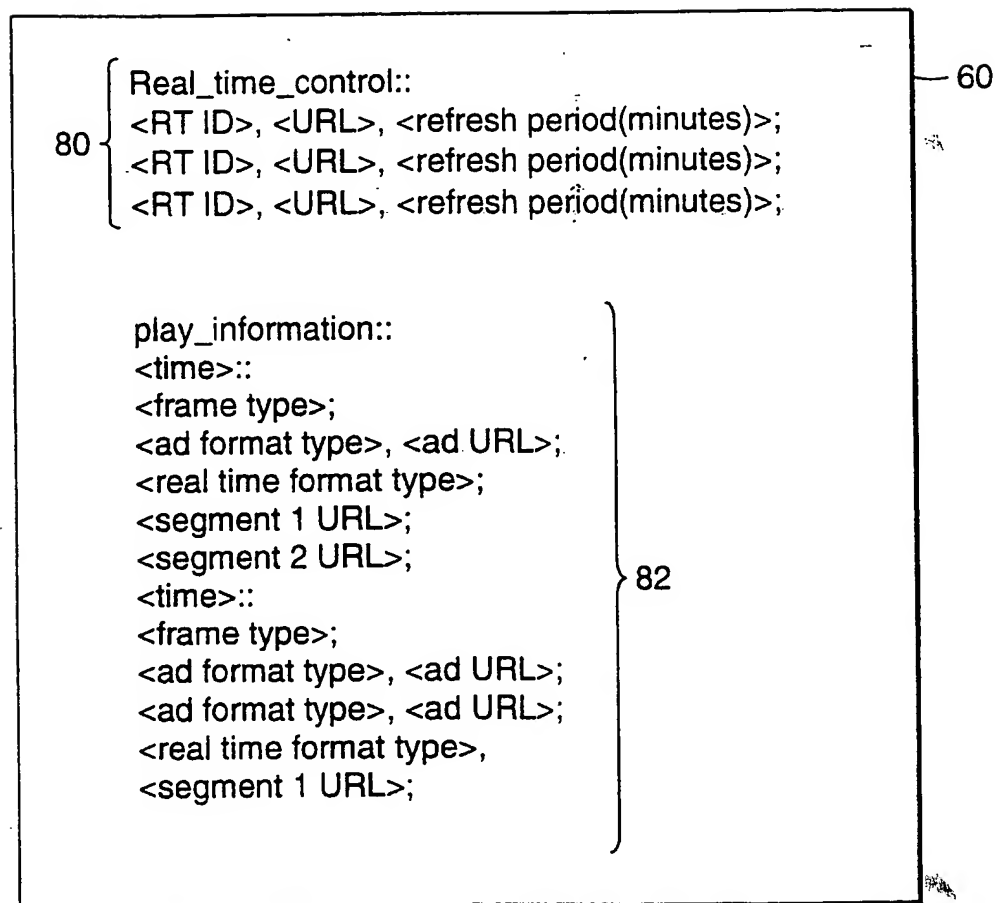 Real_time_control::
<RT ID>, <URL>, <refresh period(minutes)>;
<RT ID>, <URL>, <refresh period(minutes)>;
<RT ID>, <URL>, <refresh period(minutes)>;
80
60
play_information::
<time>::
<frame type>;
<ad format type>, <ad URL>;
<real time format type>;
<segment 1 URL>;
<segment 2 URL>;
<time>::
<frame type>;
<ad format type>, <ad URL>;
<ad format type>, <ad URL>;
<real time format type>,
<segment 1 URL>;
82